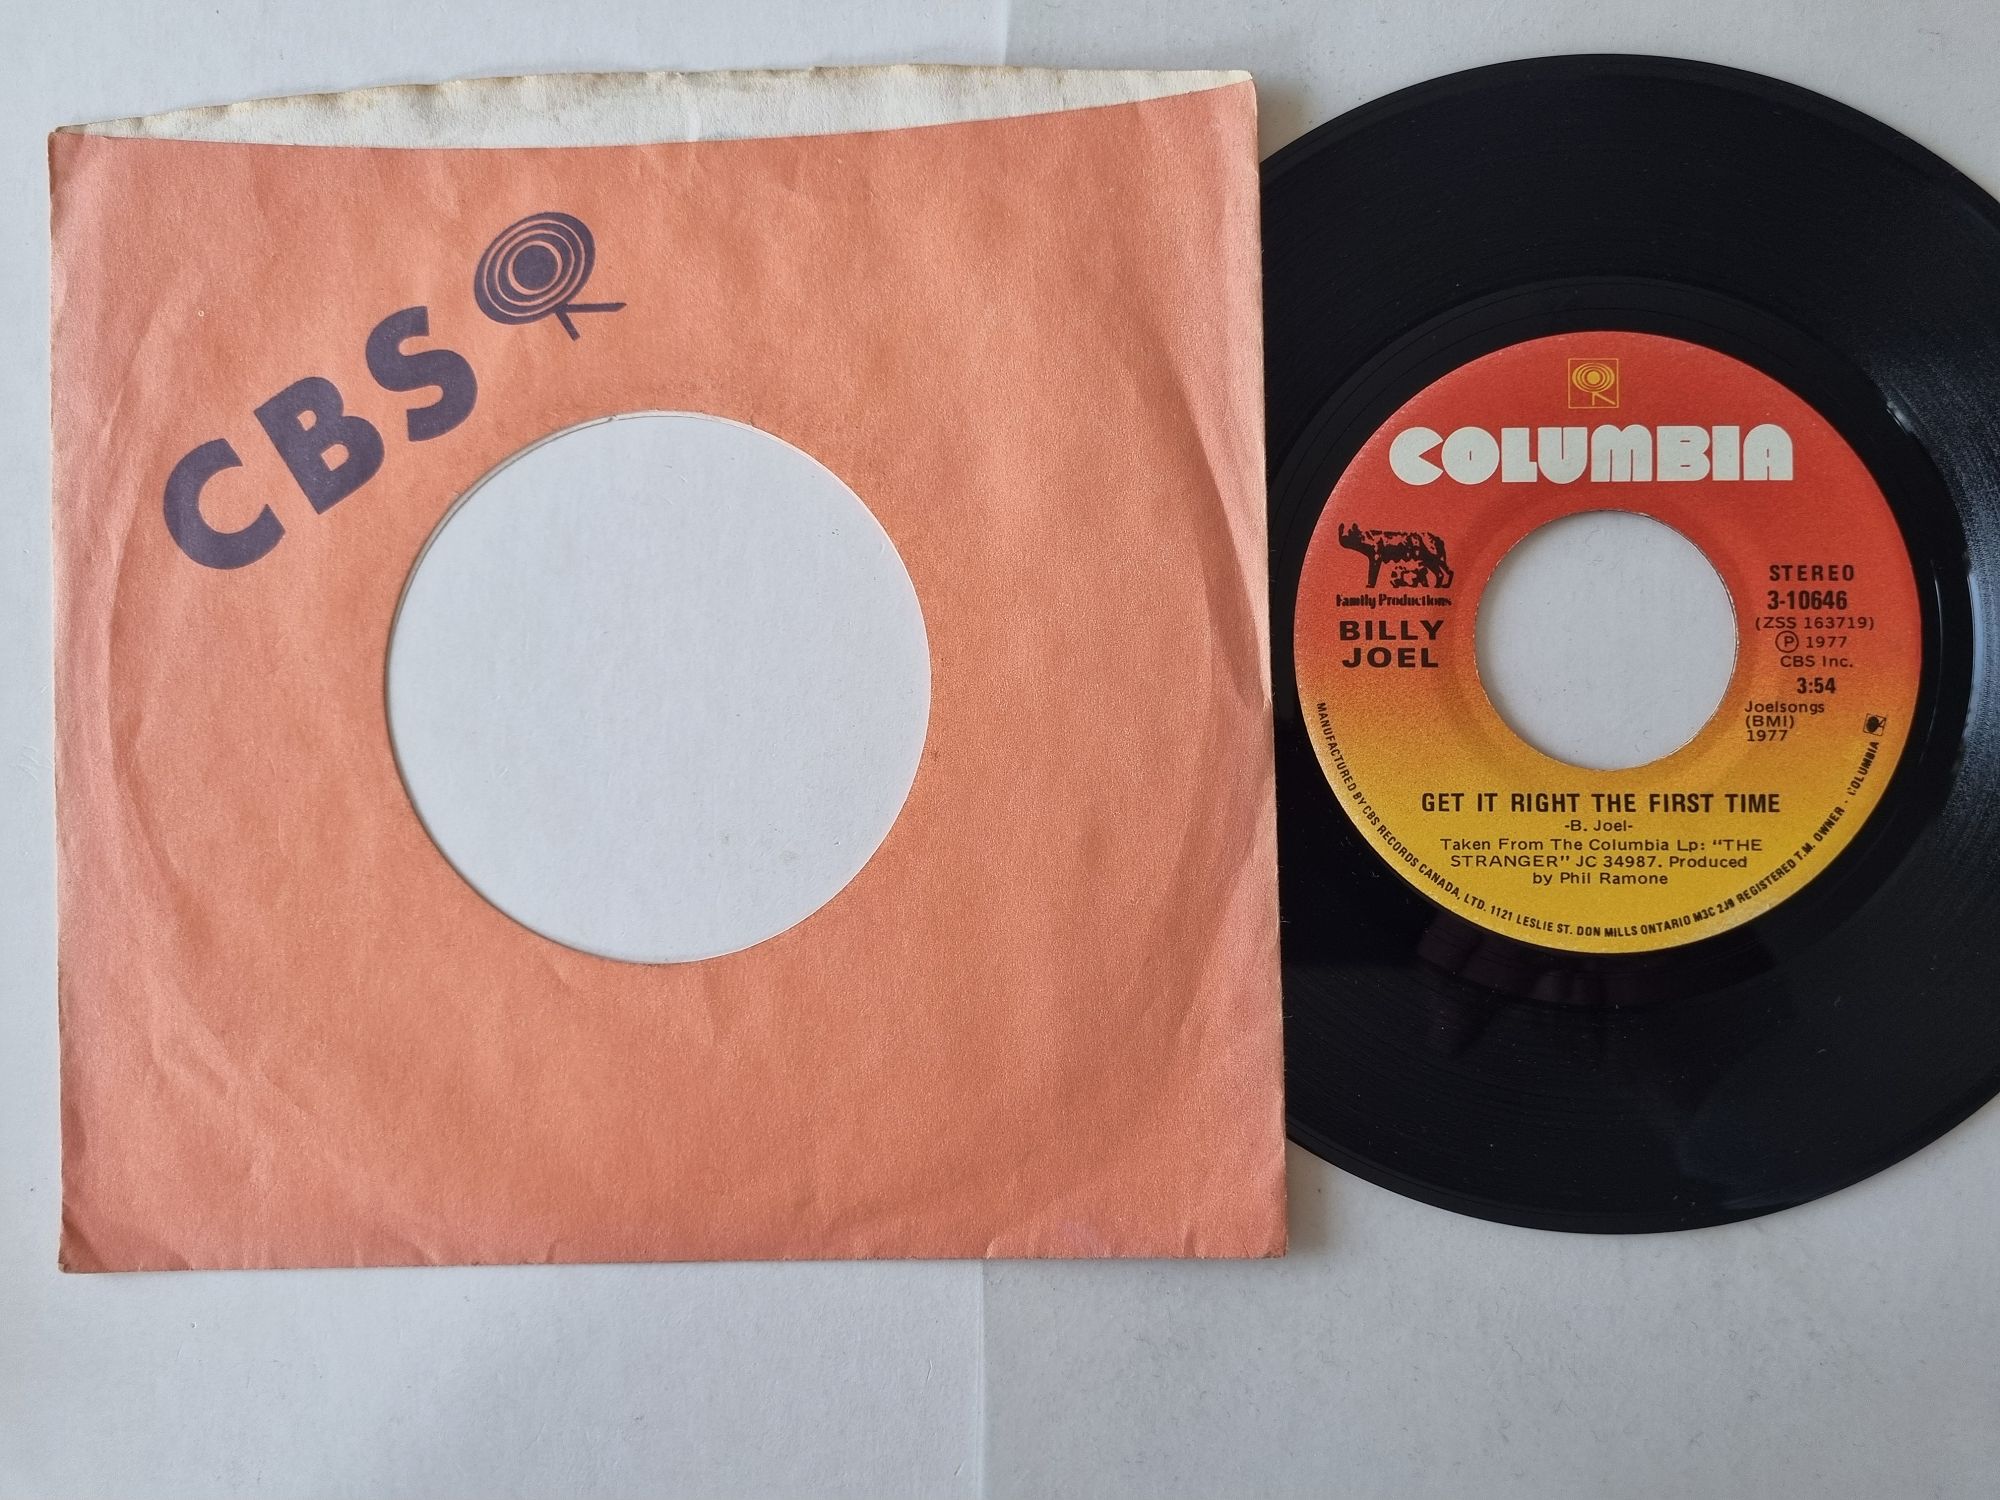 CBS
COLUMBIA
Family Productions
BILLY
JOEL
STEREO
3-10646
(ZSS 163719)
Ⓟ 1977
CBS Inc.
3:54
Joelsongs
(BMI)
1977
GET IT RIGHT THE FIRST TIME
-B. Joel-
Taken From The Columbia Lp: "THE
STRANGER" JC 34987. Produced
by Phil Ramone
MANUFACTURED BY CBS RECORDS CANADA, LTD. 1121 LESLIE ST. DON MILLS ONTARIO M3C 2J9 REGISTERED T.M. OWNER - COLUMBIA